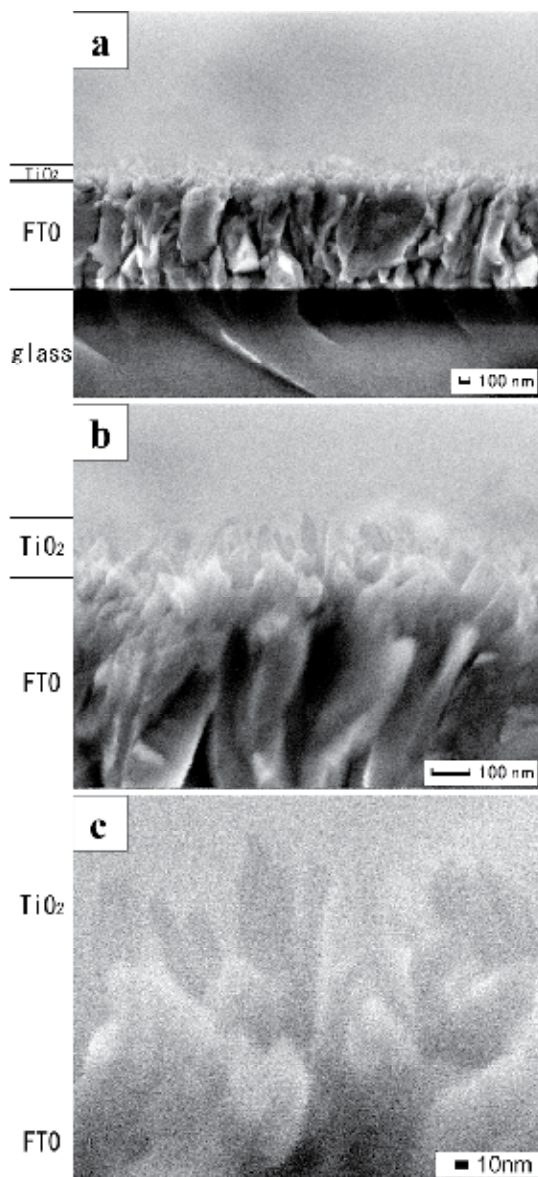 a
TiO₂
FTO
glass
100 nm
b
TiO₂
FTO
100 nm
c
TiO₂
FTO
10nm